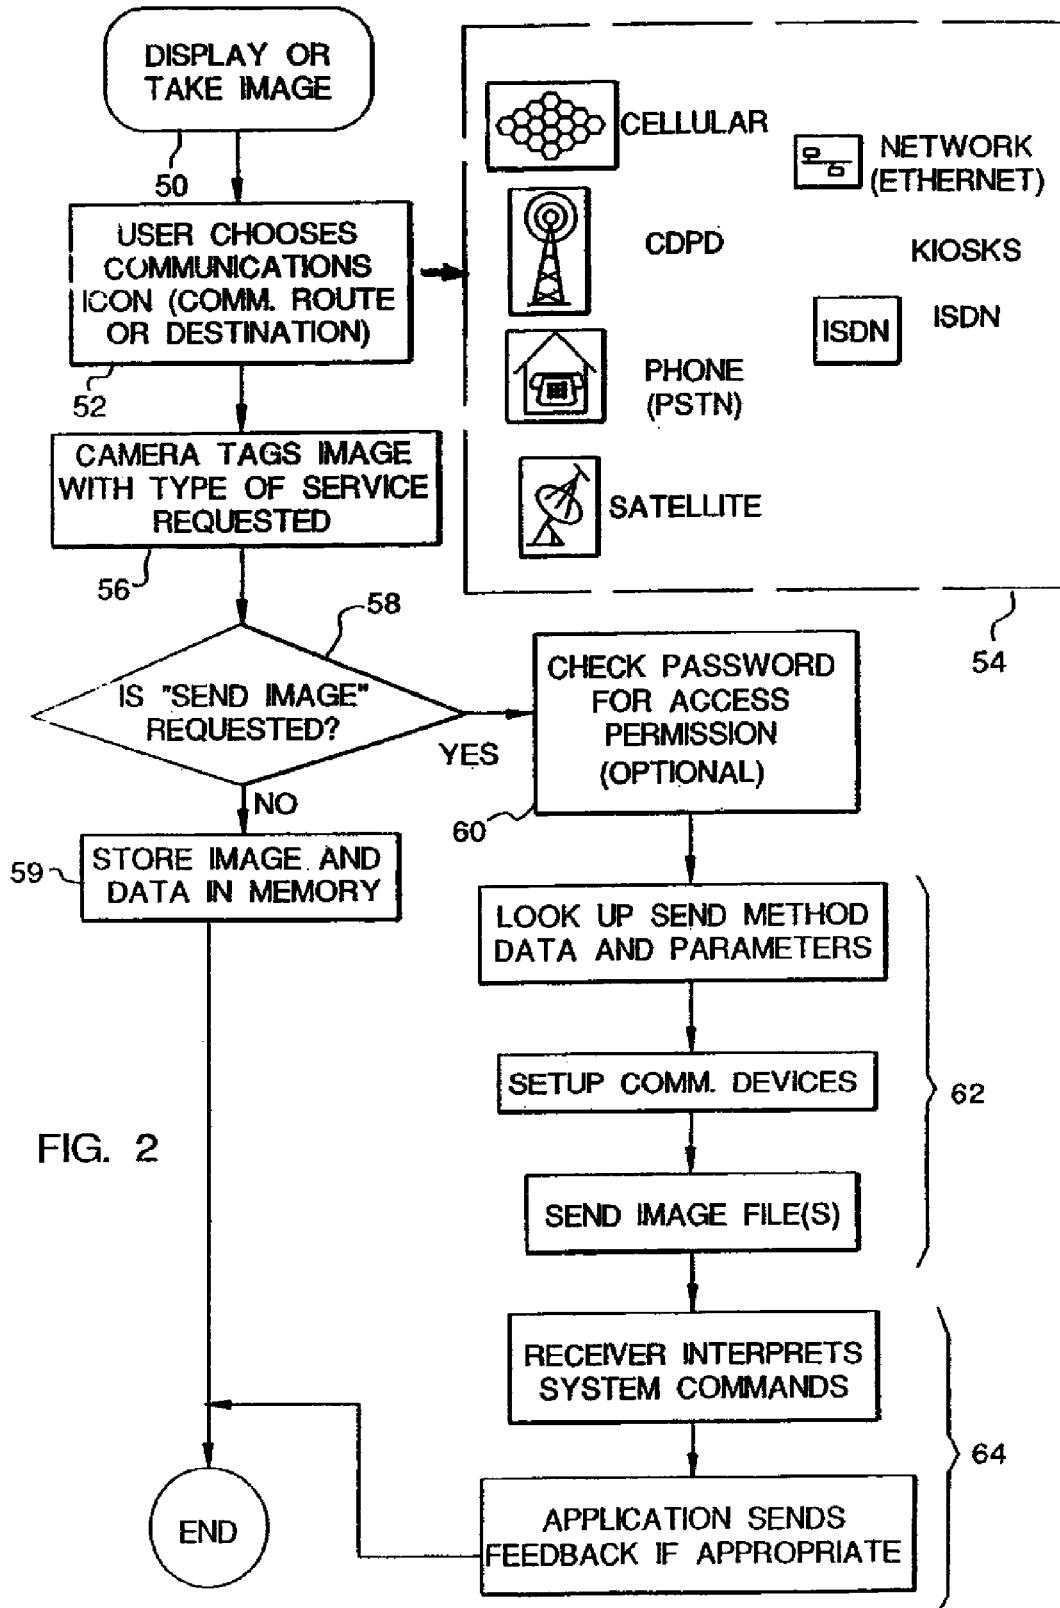 DISPLAY OR
TAKE IMAGE
50
USER CHOOSES
COMMUNICATIONS
ICON (COMM. ROUTE
OR DESTINATION)
52
CELLULAR
CDPD
PHONE
(PSTN)
SATELLITE
NETWORK
(ETHERNET)
KIOSKS
ISDN
ISDN
54
CAMERA TAGS IMAGE
WITH TYPE OF SERVICE
REQUESTED
56
58
IS "SEND IMAGE"
REQUESTED?
YES
NO
59
STORE IMAGE AND
DATA IN MEMORY
CHECK PASSWORD
FOR ACCESS
PERMISSION
(OPTIONAL)
60
LOOK UP SEND METHOD
DATA AND PARAMETERS
SETUP COMM. DEVICES
SEND IMAGE FILE(S)
62
RECEIVER INTERPRETS
SYSTEM COMMANDS
APPLICATION SENDS
FEEDBACK IF APPROPRIATE
64
END
FIG. 2